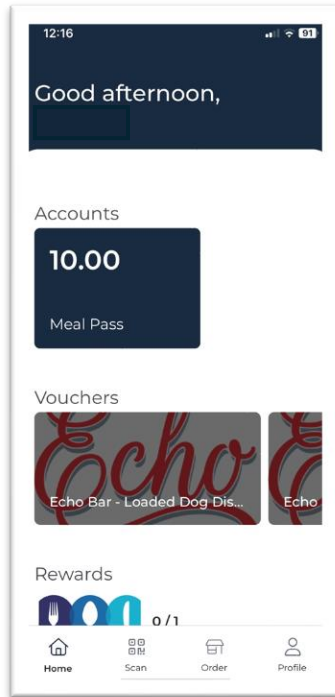 12:16
91
Good afternoon,
Accounts
10.00
Meal Pass
Vouchers
Echo
Echo Bar - Loaded Dog Dis...
Echo
Rewards
0/1
Home
Scan
Order
Profile